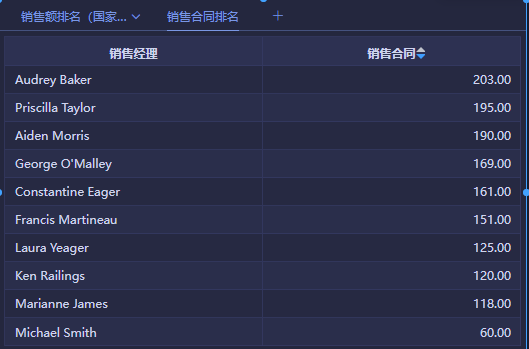 销售额排名（国家... 销售合同排名
销售经理 销售合同
Audrey Baker 203.00
Priscilla Taylor 195.00
Aiden Morris 190.00
George O'Malley 169.00
Constantine Eager 161.00
Francis Martineau 151.00
Laura Yeager 125.00
Ken Railings 120.00
Marianne James 118.00
Michael Smith 60.00